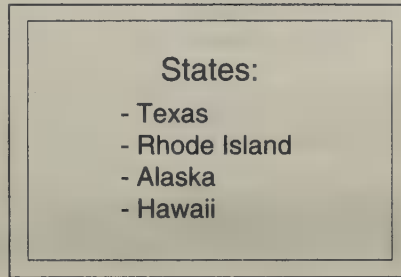 States:
- Texas
- Rhode Island
- Alaska
- Hawaii